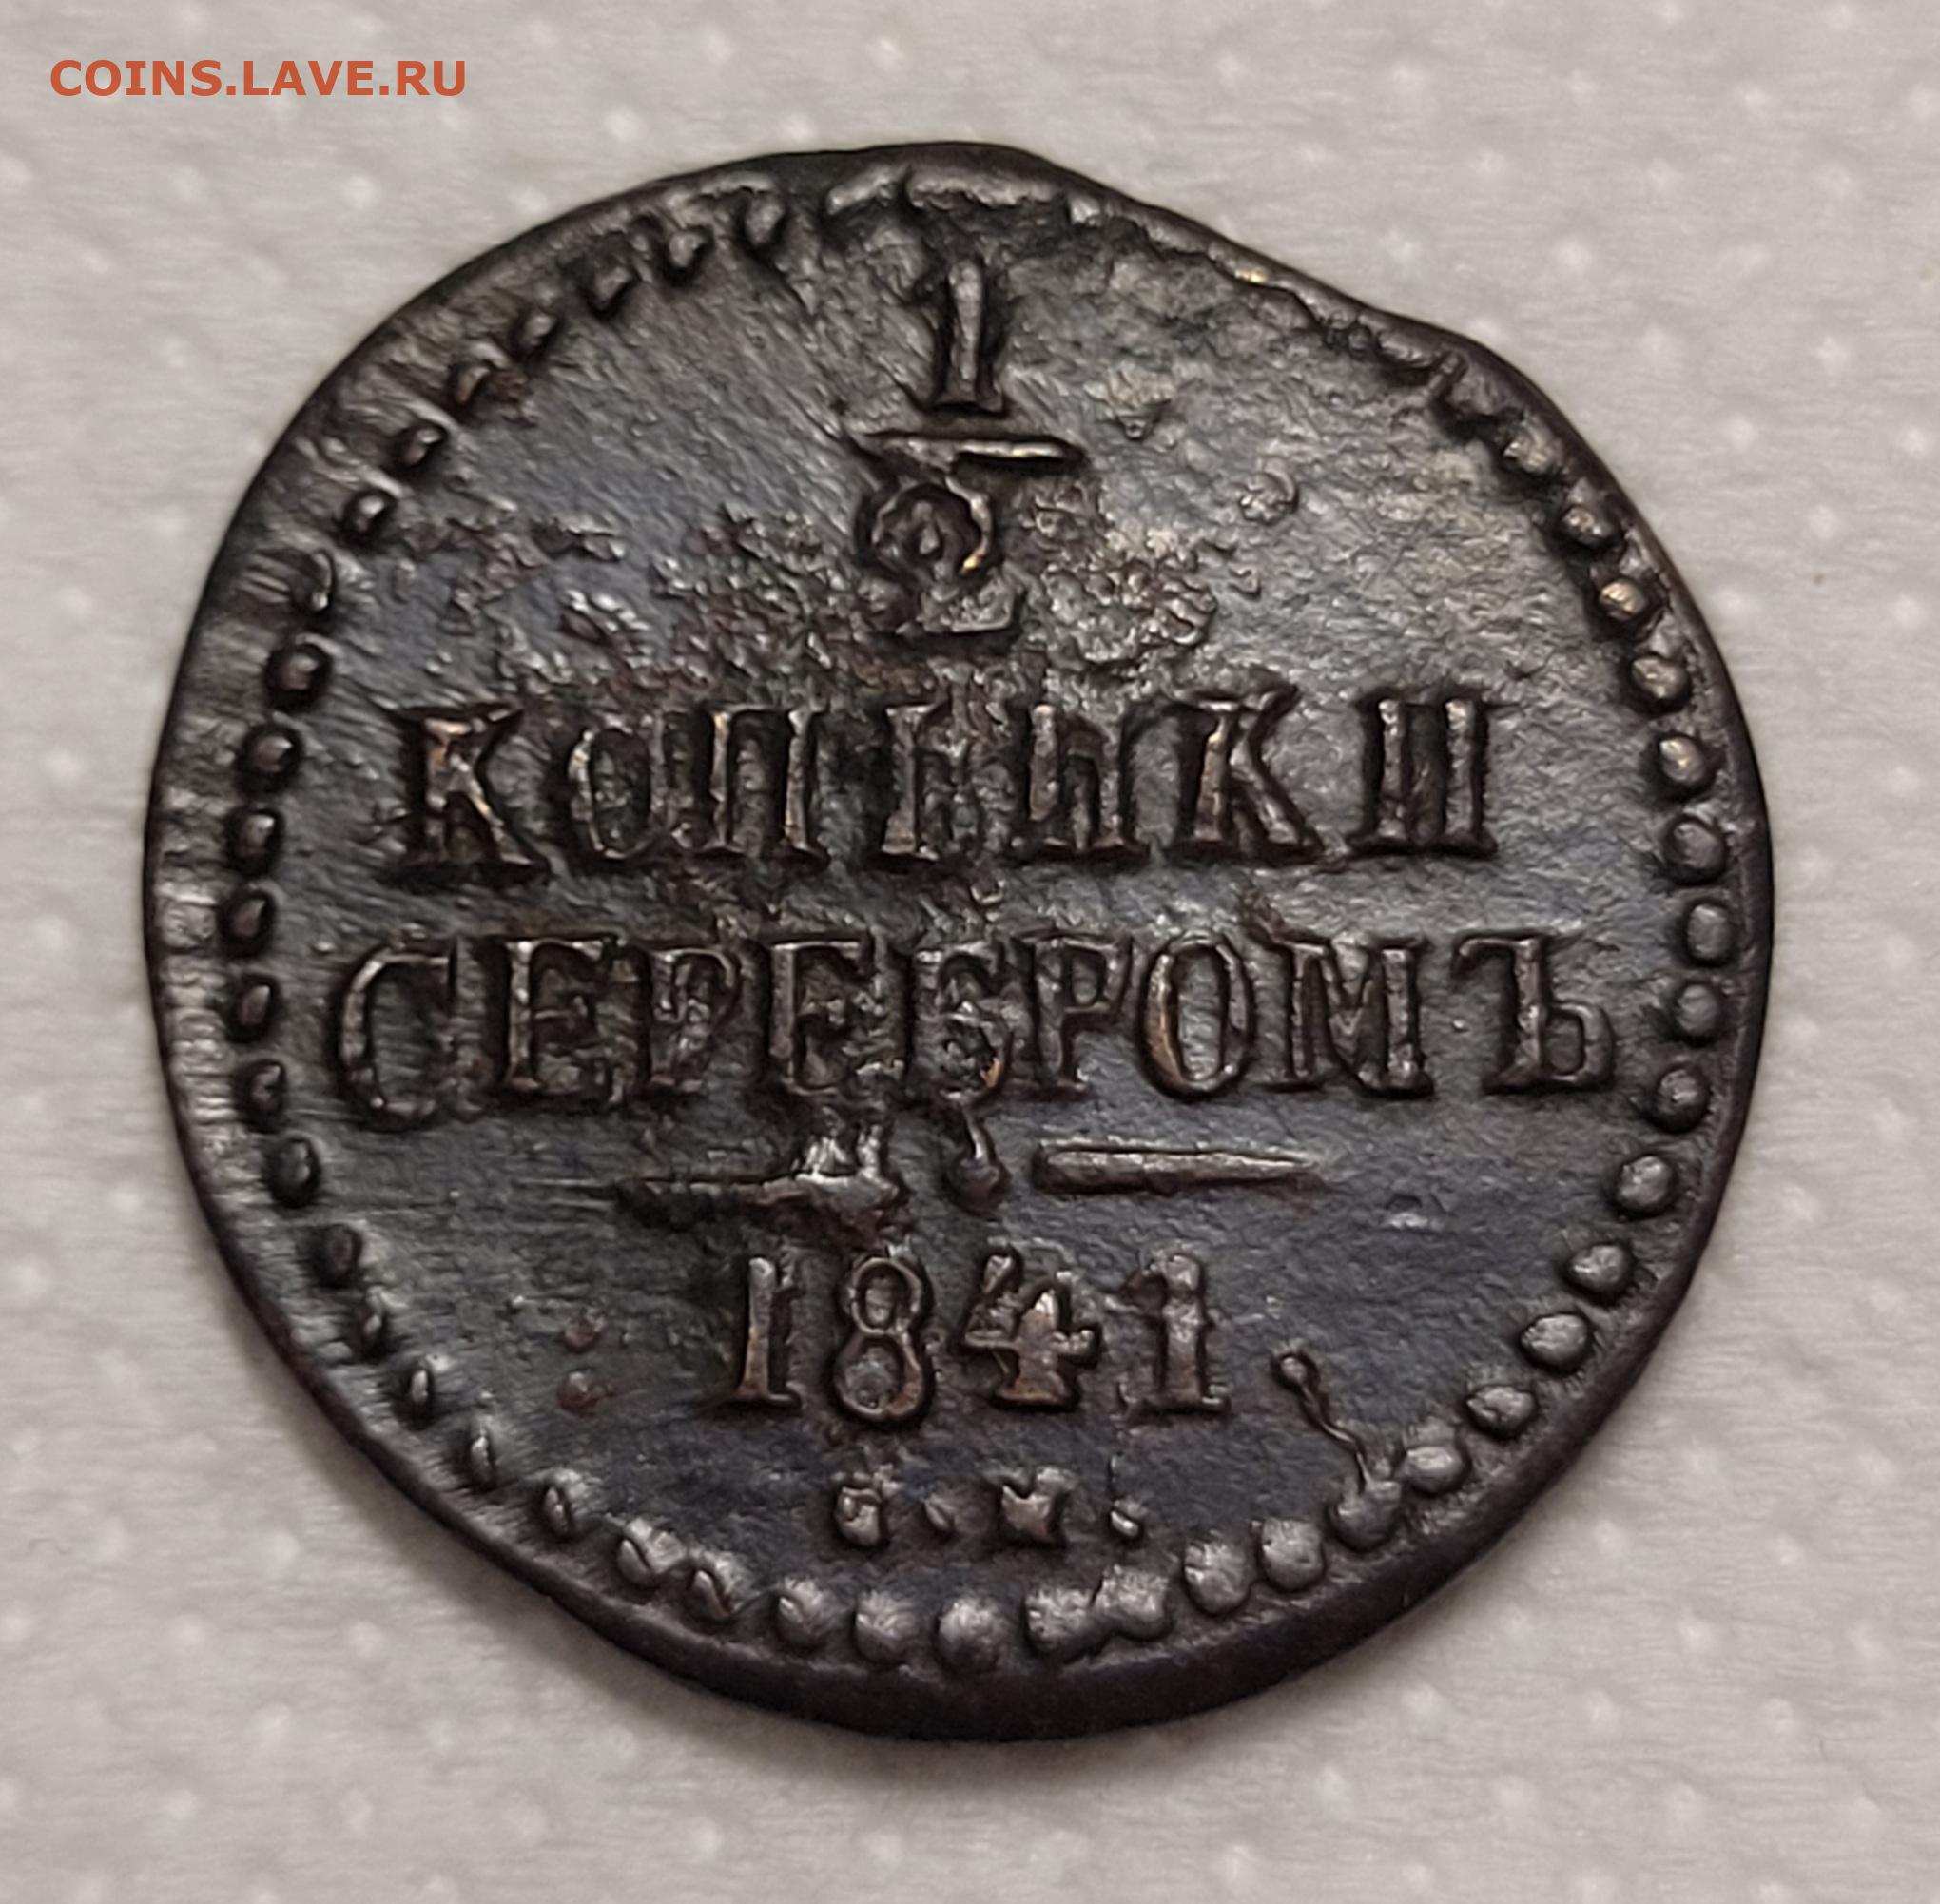 COINS.LAVE.RU
1
2
КОПѢЙКИ
СЕРЕБРОМЪ
1841
С.М.